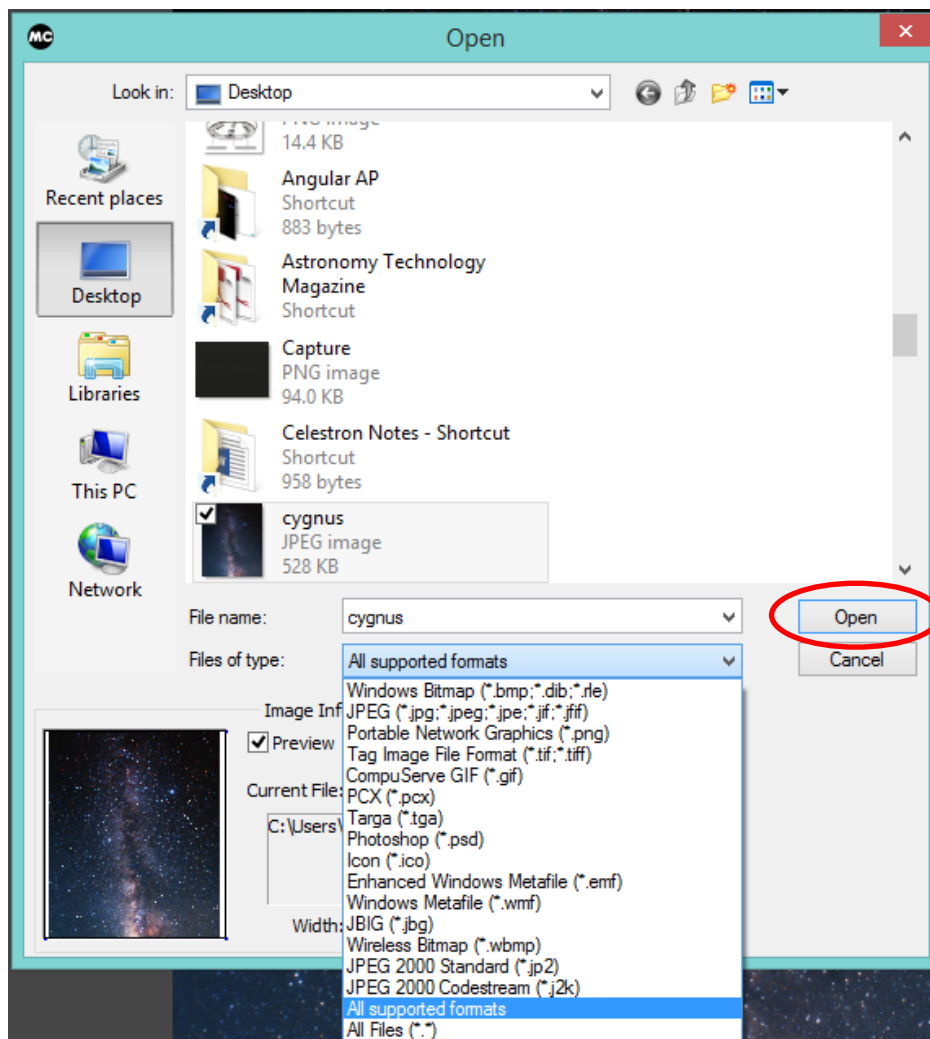 MC
Open
Look in:
Desktop
PNG image
14.4 KB
Recent places
Desktop
Libraries
This PC
Network
Angular AP
Shortcut
883 bytes
Astronomy Technology
Magazine
Shortcut
Capture
PNG image
94.0 KB
Celestron Notes - Shortcut
Shortcut
958 bytes
cygnus
JPEG image
528 KB
File name:
cygnus
Open
Files of type:
All supported formats
Cancel
Windows Bitmap (*.bmp;*.dib;*.rle)
JPEG (*.jpg;*.jpeg;*.jpe;*.jif;*.jfif)
Portable Network Graphics (*.png)
Tag Image File Format (*.tif;*.tiff)
CompuServe GIF (*.gif)
PCX (*.pcx)
Targa (*.tga)
Photoshop (*.psd)
Icon (*.ico)
Enhanced Windows Metafile (*.emf)
Windows Metafile (*.wmf)
JBIG (*.jbg)
Wireless Bitmap (*.wbmp)
JPEG 2000 Standard (*.jp2)
JPEG 2000 Codestream (*.j2k)
All supported formats
All Files (*.*)
Image Inf
Preview
Current File:
C:\Users\
Width: